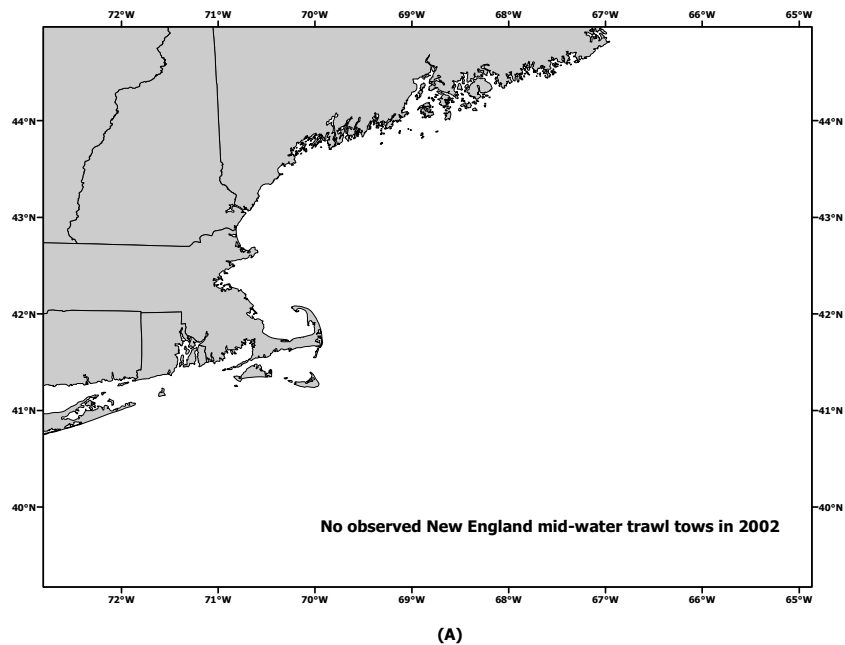 72°W 71°W 70°W 69°W 68°W 67°W 66°W 65°W
44°N 44°N
43°N 43°N
42°N 42°N
41°N 41°N
40°N 40°N
No observed New England mid-water trawl tows in 2002
72°W 71°W 70°W 69°W 68°W 67°W 66°W 65°W
(A)